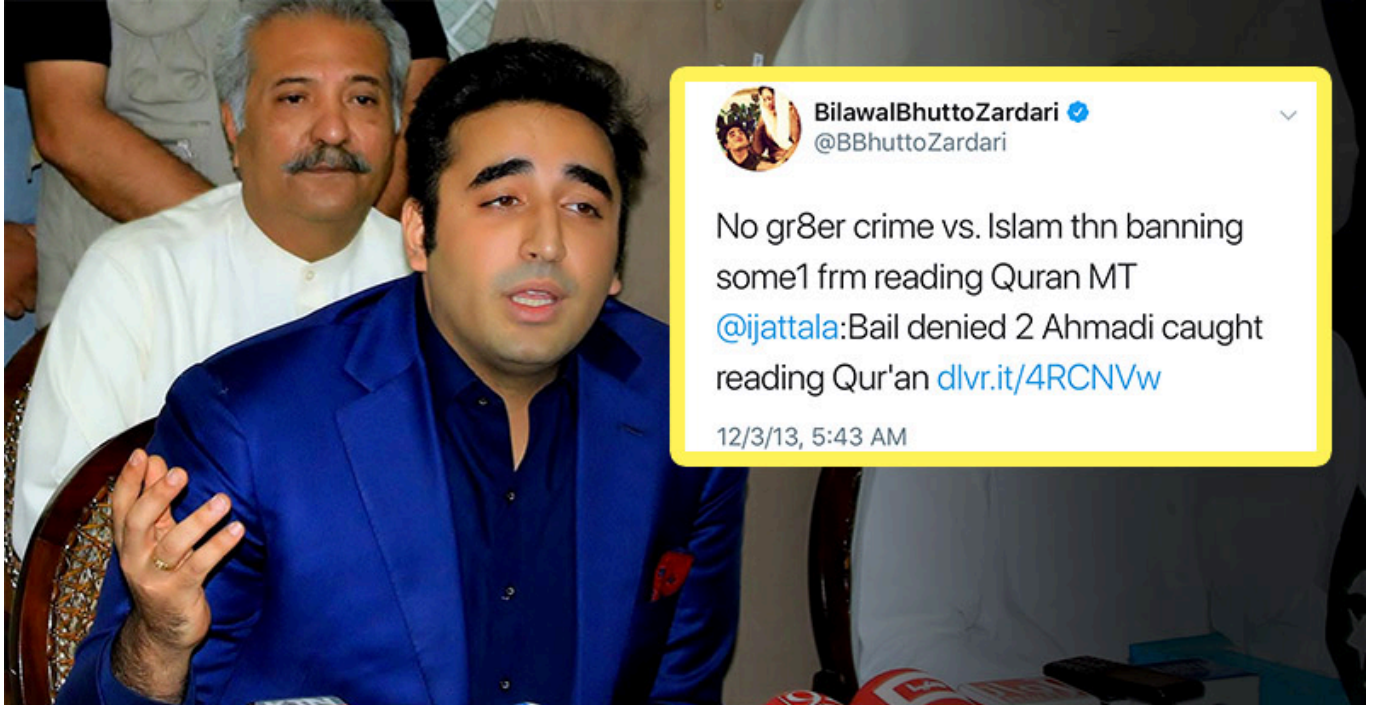 BilawalBhuttoZardari
@BBhuttoZardari
No gr8er crime vs. Islam thn banning
some1 frm reading Quran MT
@ijattala:Bail denied 2 Ahmadi caught
reading Qur'an dlvr.it/4RCNVw
12/3/13, 5:43 AM